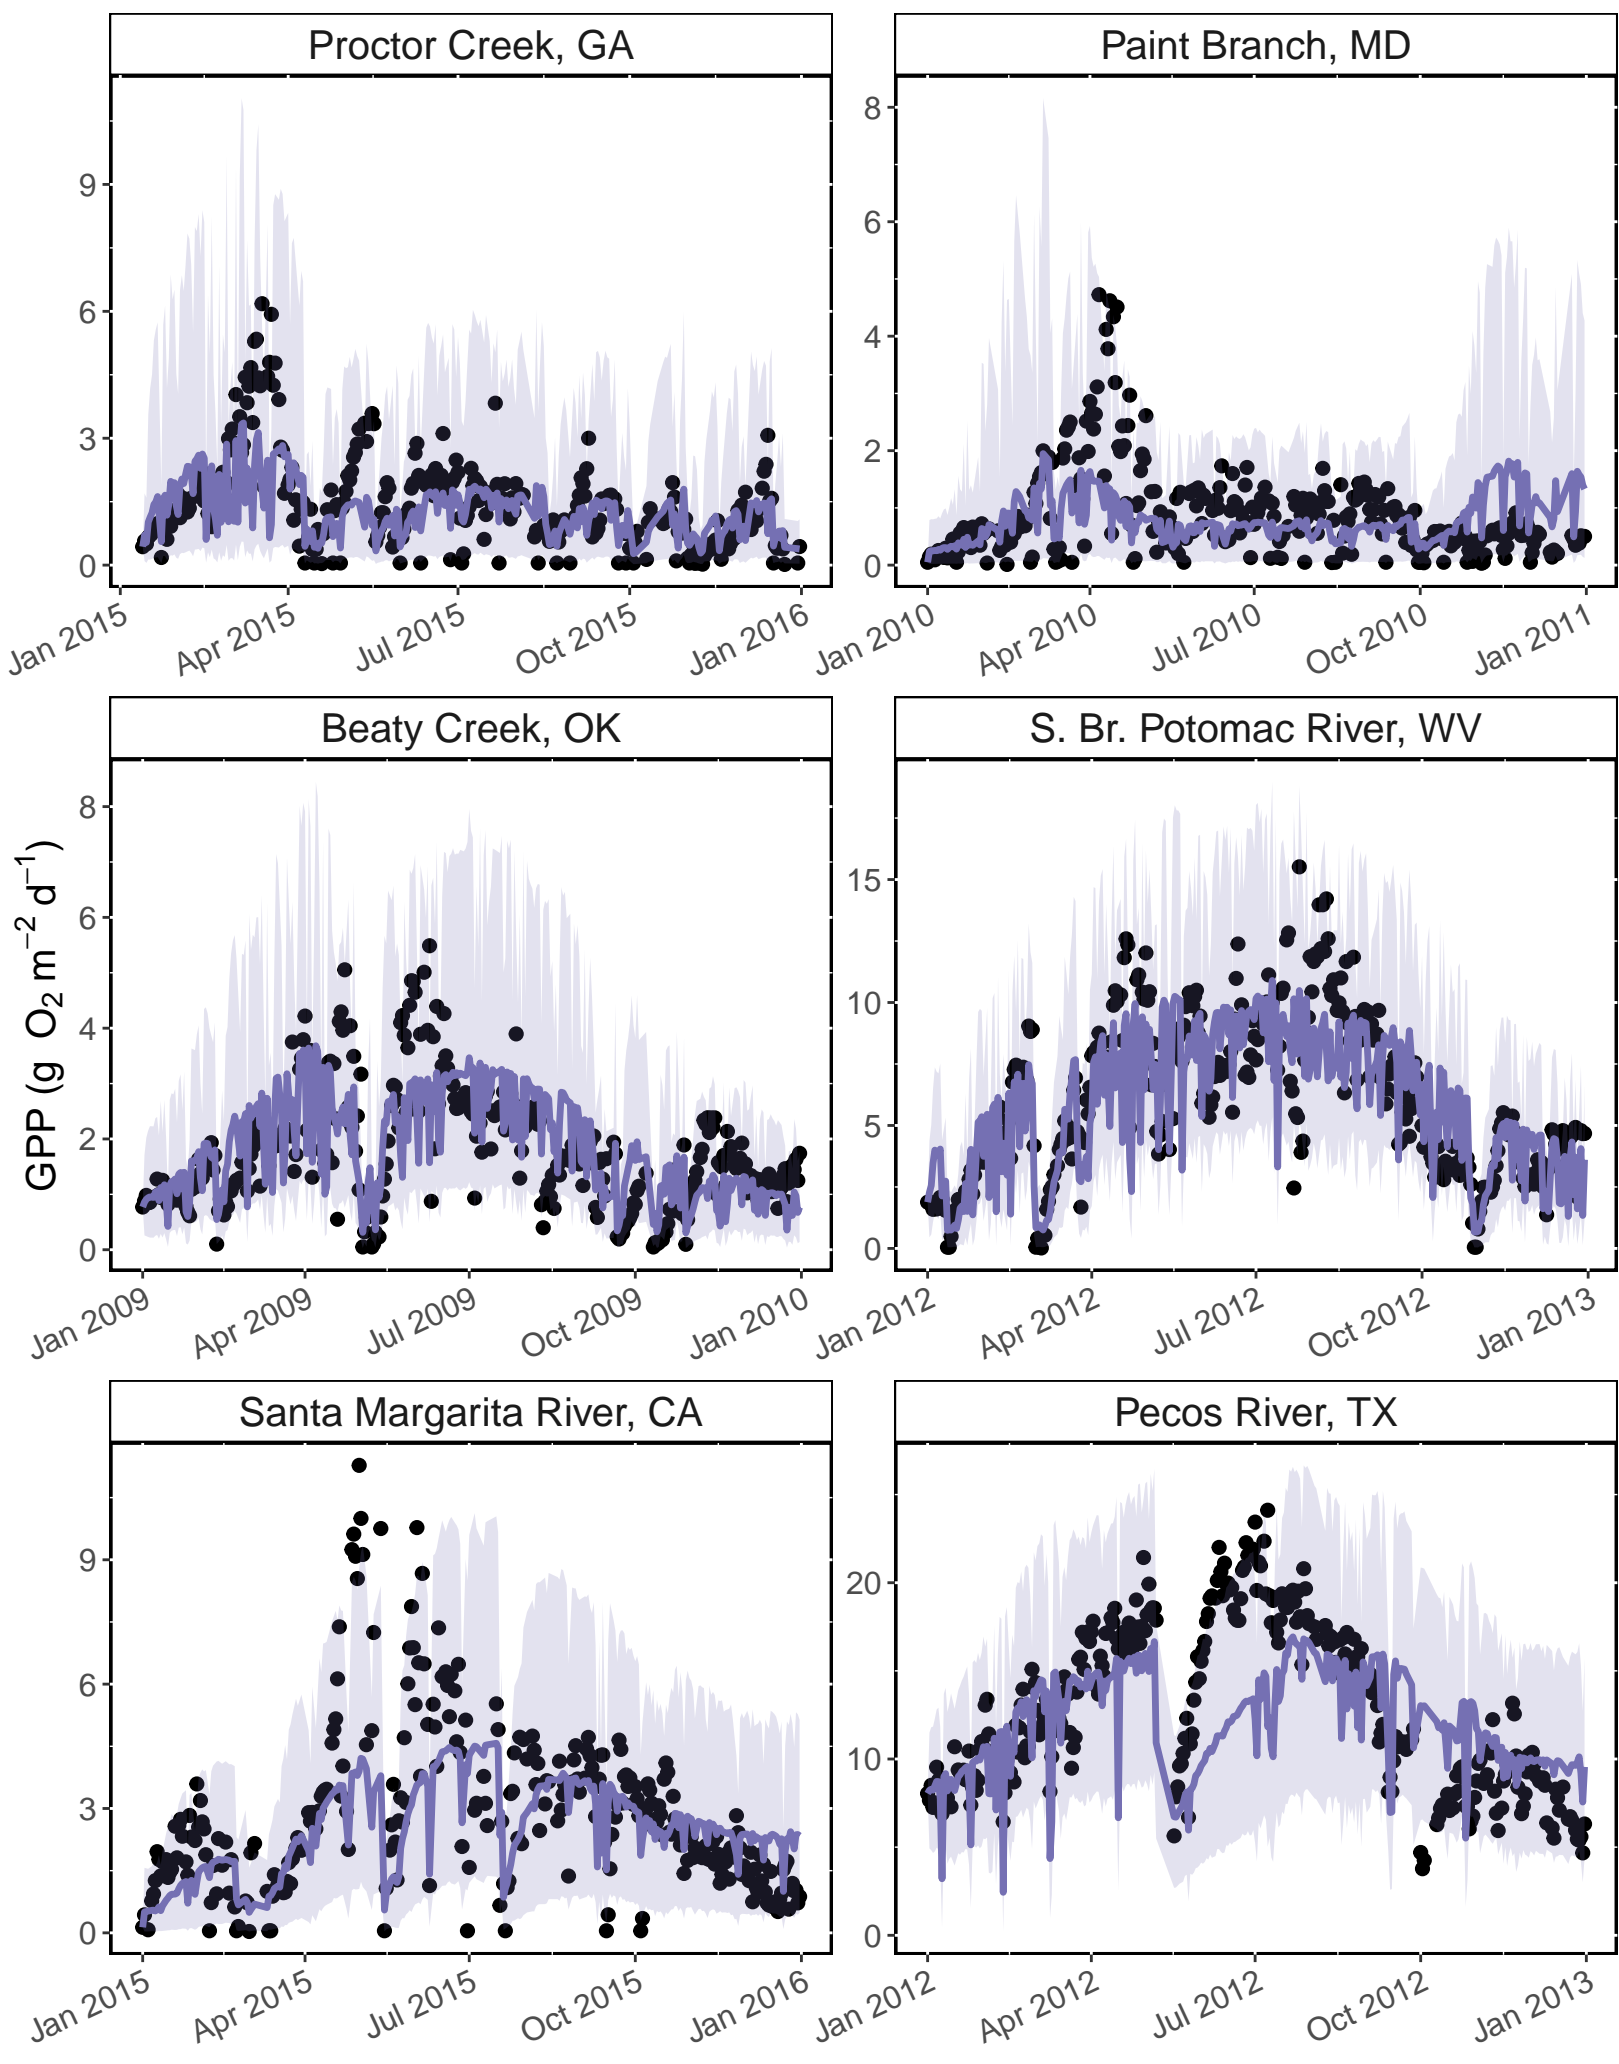 Proctor Creek, GA
Paint Branch, MD
9
6
3
0
8
6
4
2
0
Jan 2015
Apr 2015
Jul 2015
Oct 2015
Jan 2016
Jan 2010
Apr 2010
Jul 2010
Oct 2010
Jan 2011
Beaty Creek, OK
S. Br. Potomac River, WV
GPP (g O₂ m⁻² d⁻¹)
8
6
4
2
0
15
10
5
0
Jan 2009
Apr 2009
Jul 2009
Oct 2009
Jan 2010
Jan 2012
Apr 2012
Jul 2012
Oct 2012
Jan 2013
Santa Margarita River, CA
Pecos River, TX
9
6
3
0
20
10
0
Jan 2015
Apr 2015
Jul 2015
Oct 2015
Jan 2016
Jan 2012
Apr 2012
Jul 2012
Oct 2012
Jan 2013